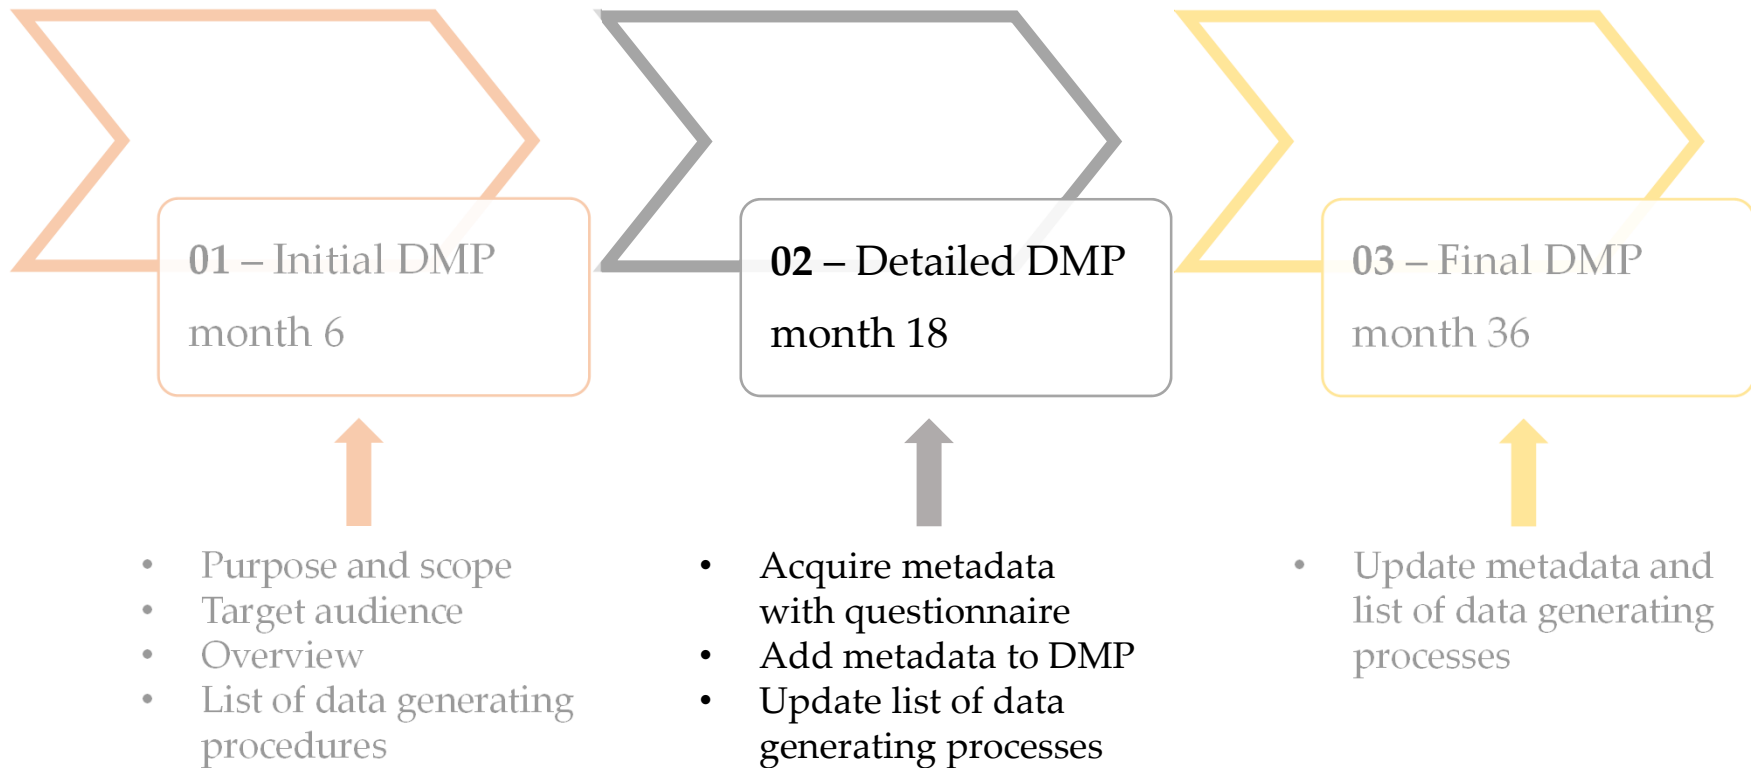 01 – Initial DMP
month 6
• Purpose and scope
• Target audience
• Overview
• List of data generating
procedures
02 – Detailed DMP
month 18
• Acquire metadata
with questionnaire
• Add metadata to DMP
• Update list of data
generating processes
03 – Final DMP
month 36
• Update metadata and
list of data generating
processes